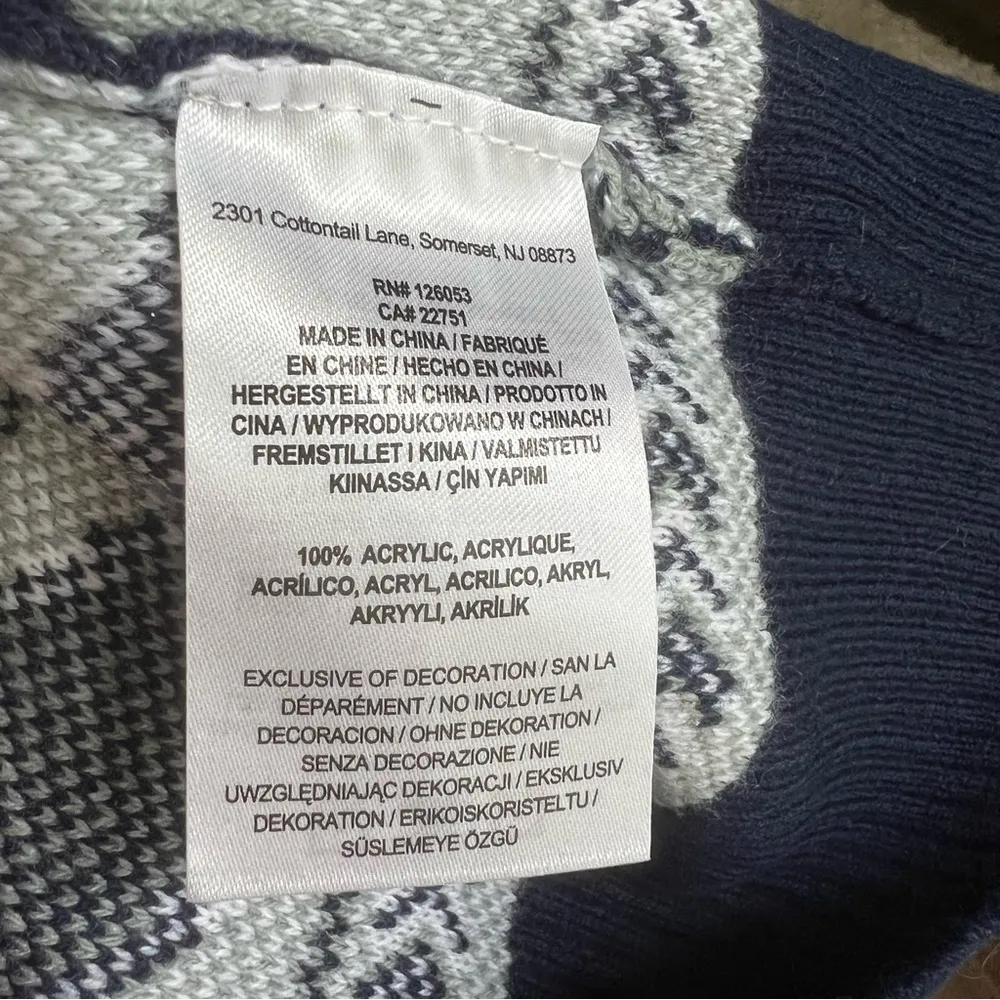 2301 Cottontail Lane, Somerset, NJ 08873
RN# 126053
CA# 22751
MADE IN CHINA / FABRIQUÉ
EN CHINE / HECHO EN CHINA /
HERGESTELLT IN CHINA / PRODOTTO IN
CINA / WYPRODUKOWANO W CHINACH /
FREMSTILLET I KINA / VALMISTETTU
KIINASSA / ÇİN YAPIMI
100% ACRYLIC, ACRYLIQUE,
ACRÍLICO, ACRYL, ACRILICO, AKRYL,
AKRYYLI, AKRİLİK
EXCLUSIVE OF DECORATION / SAN LA
DÉPARÉMENT / NO INCLUYE LA
DECORACION / OHNE DEKORATION /
SENZA DECORAZIONE / NIE
UWZGLĘDNIAJĄC DEKORACJI / EKSKLUSIV
DEKORATION / ERIKOISKORISTELTU /
SÜSLEMEYE ÖZGÜ